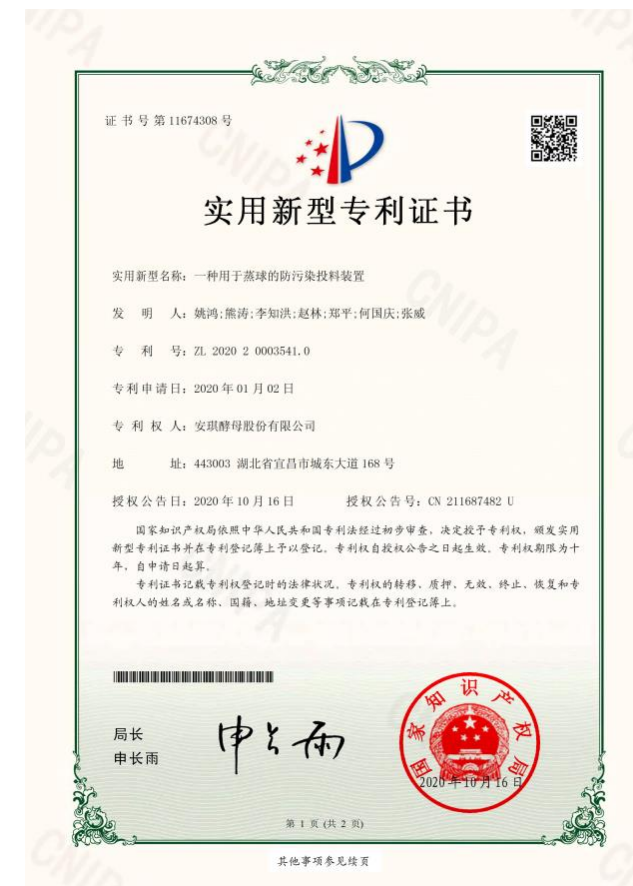 证书号第11674308号
实用新型专利证书
实用新型名称：一种用于蒸球的防污染投料装置
发明人：姚鸿;熊涛;李知洪;赵林;郑平;何国庆;张威
专利号：ZL 2020 2 0003541.0
专利申请日：2020年01月02日
专利权人：安琪酵母股份有限公司
地址：443003 湖北省宜昌市城东大道168号
授权公告日：2020年10月16日 授权公告号：CN 211687482 U
国家知识产权局依照中华人民共和国专利法经过初步审查，决定授予专利权，颁发实用
新型专利证书并在专利登记簿上予以登记。专利权自授权公告之日起生效。专利权期限为十
年，自申请日起算。
专利证书记载专利权登记时的法律状况。专利权的转移、质押、无效、终止、恢复和专
利权人的姓名或名称、国籍、地址变更等事项记载在专利登记簿上。
局长
申长雨
申长雨
国家知识产权局
2020年10月16日
第 1 页 (共 2 页)
其他事项参见续页
CNIPA